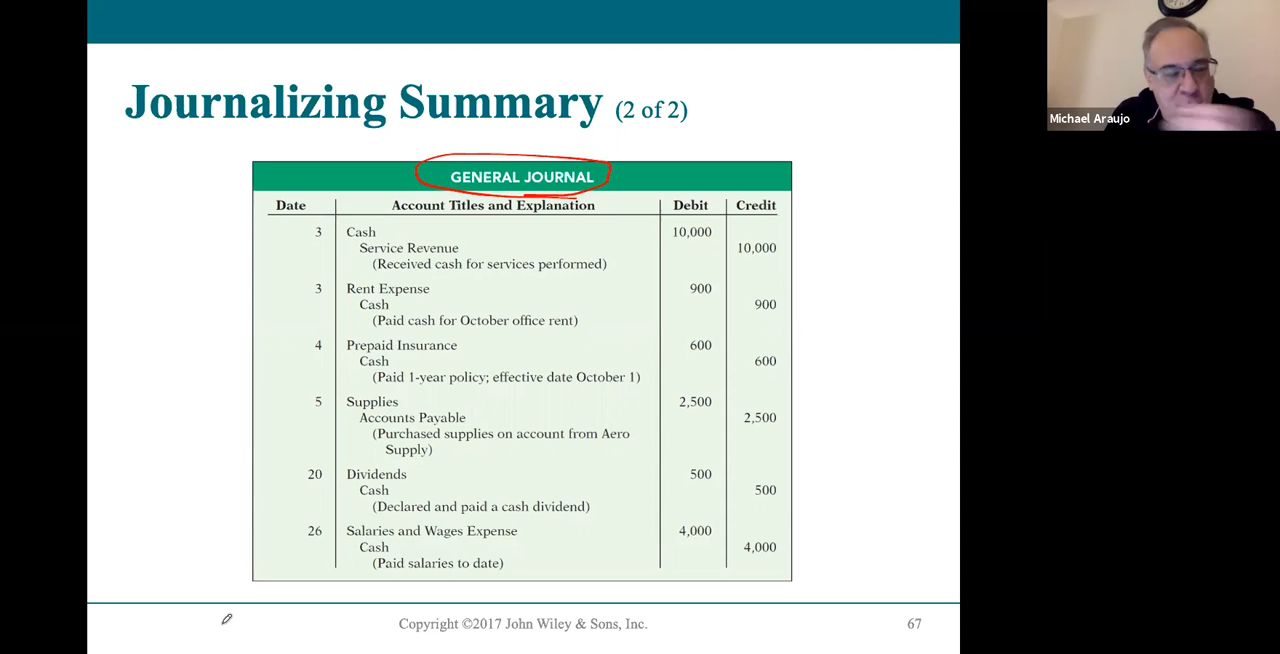 Journalizing Summary (2 of 2)
GENERAL JOURNAL
Date Account Titles and Explanation Debit Credit
3 Cash 10,000
Service Revenue 10,000
(Received cash for services performed)
3 Rent Expense 900
Cash 900
(Paid cash for October office rent)
4 Prepaid Insurance 600
Cash 600
(Paid 1-year policy; effective date October 1)
5 Supplies 2,500
Accounts Payable 2,500
(Purchased supplies on account from Aero
Supply)
20 Dividends 500
Cash 500
(Declared and paid a cash dividend)
26 Salaries and Wages Expense 4,000
Cash 4,000
(Paid salaries to date)
Copyright ©2017 John Wiley & Sons, Inc. 67
Michael Araujo